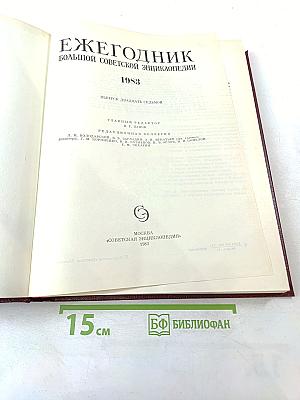 ЕЖЕГОДНИК
БОЛЬШОЙ СОВЕТСКОЙ ЭНЦИКЛОПЕДИИ
1983
ВЫПУСК ДВАДЦАТЬ СЕДЬМОЙ
ГЛАВНЫЙ РЕДАКТОР
РЕДАКЦИОННАЯ КОЛЛЕГИЯ
МОСКВА
«СОВЕТСКАЯ ЭНЦИКЛОПЕДИЯ»
1983
15 см
БФ БИБЛИОФАН